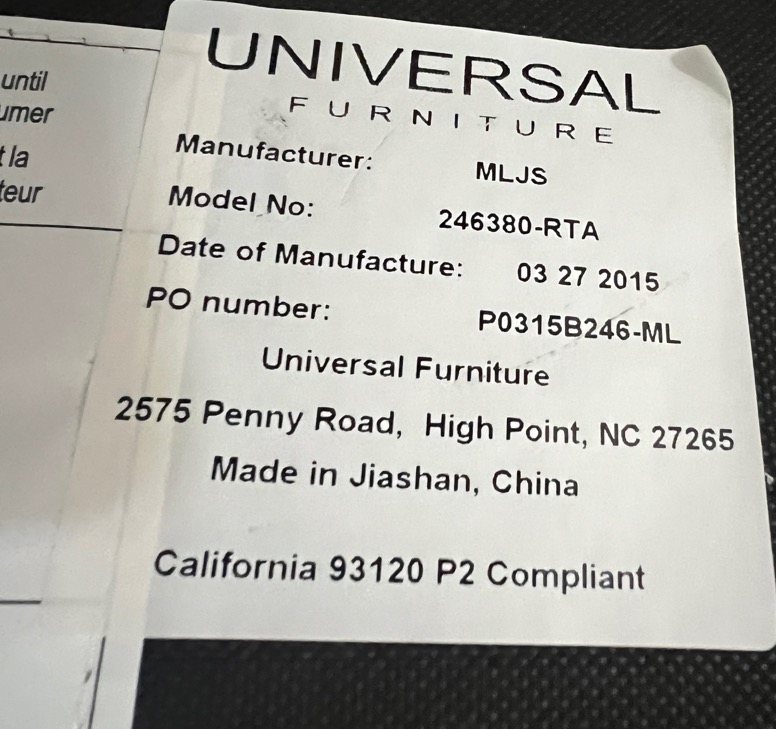 until
umer
t la
teur
UNIVERSAL
FURNITURE
Manufacturer: MLJS
Model No: 246380-RTA
Date of Manufacture: 03 27 2015
PO number: P0315B246-ML
Universal Furniture
2575 Penny Road, High Point, NC 27265
Made in Jiashan, China
California 93120 P2 Compliant